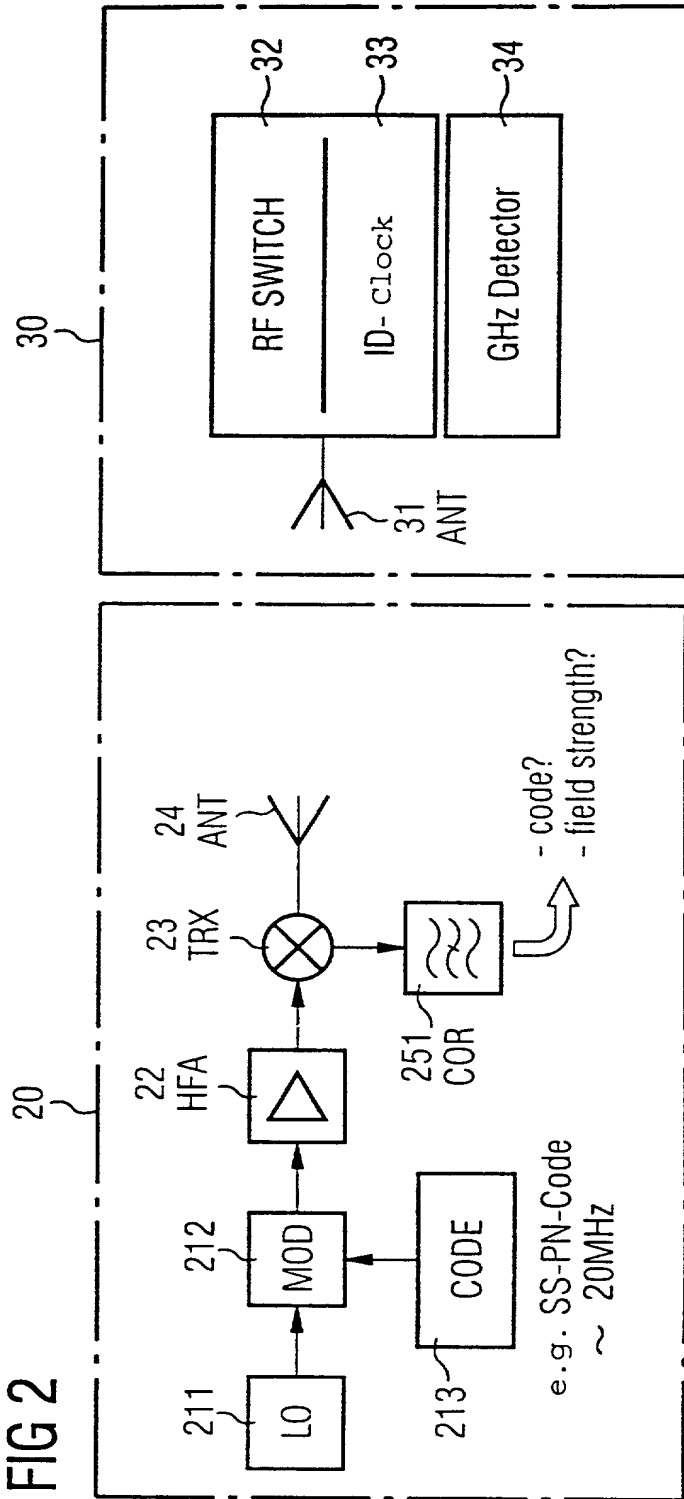 FIG 2
20
211
LO
212
MOD
22
HFA
23
TRX
24
ANT
213
CODE
e.g. SS-PN-Code
~ 20MHz
251
COR
- code?
- field strength?
30
31
ANT
RF SWITCH
32
ID-Clock
33
GHz Detector
34